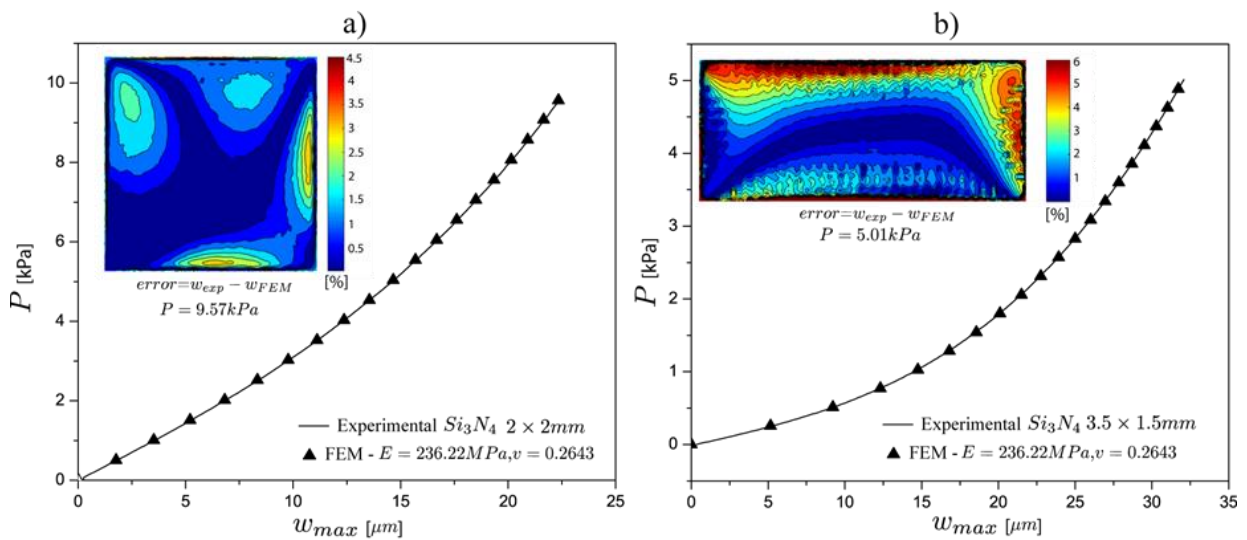 a)
P [kPa]
10
8
6
4
2
0
0 5 10 15 20 25
w_max [μm]
4.5
4
3.5
3
2.5
2
1.5
1
0.5
[%]
error=w_exp − w_FEM
P = 9.57kPa
Experimental Si₃N₄ 2 × 2mm
FEM - E = 236.22MPa,v = 0.2643
b)
P [kPa]
6
5
4
3
2
1
0
0 5 10 15 20 25 30 35
w_max [μm]
6
5
4
3
2
1
[%]
error=w_exp − w_FEM
P = 5.01kPa
Experimental Si₃N₄ 3.5 × 1.5mm
FEM - E = 236.22MPa,v = 0.2643